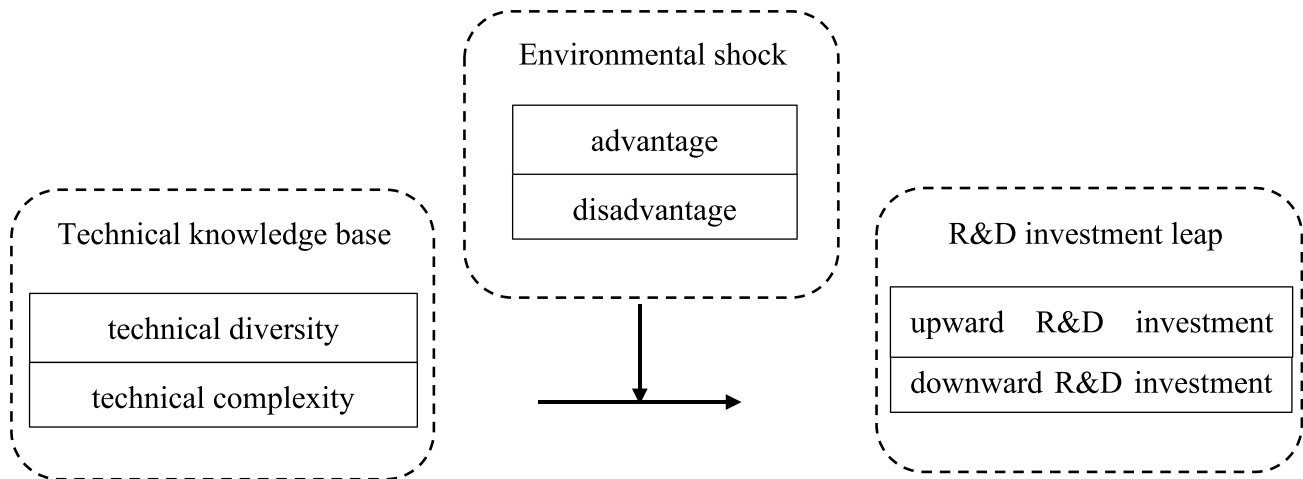 Environmental shock
advantage
disadvantage
Technical knowledge base
technical diversity
technical complexity
R&D investment leap
upward R&D investment
downward R&D investment